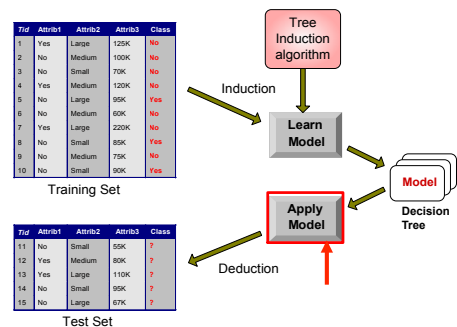 Tid Attrib1 Attrib2 Attrib3 Class
1 Yes Large 125K No
2 No Medium 100K No
3 No Small 70K No
4 Yes Medium 120K No
5 No Large 95K Yes
6 No Medium 60K No
7 Yes Large 220K No
8 No Small 85K Yes
9 No Medium 75K No
10 No Small 90K Yes
Training Set
Tree
Induction
algorithm
Induction
Learn
Model
Model
Decision
Tree
Apply
Model
Deduction
Tid Attrib1 Attrib2 Attrib3 Class
11 No Small 55K ?
12 Yes Medium 80K ?
13 Yes Large 110K ?
14 No Small 95K ?
15 No Large 67K ?
Test Set